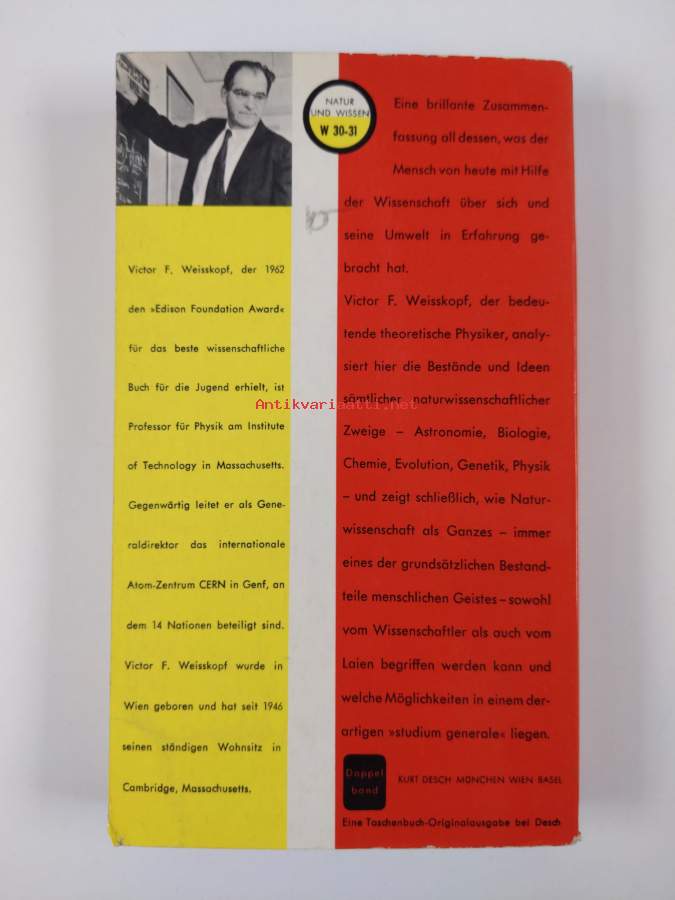 NATUR
UND WISSEN
W 30-31
Victor F. Weisskopf, der 1962
den »Edison Foundation Award«
für das beste wissenschaftliche
Buch für die Jugend erhielt, ist
Professor für Physik am Institute
of Technology in Massachusetts.
Gegenwärtig leitet er als Gene-
raldirektor das internationale
Atom-Zentrum CERN in Genf, an
dem 14 Nationen beteiligt sind.
Victor F. Weisskopf wurde in
Wien geboren und hat seit 1946
seinen ständigen Wohnsitz in
Cambridge, Massachusetts.
Eine brillante Zusammen-
fassung all dessen, was der
Mensch von heute mit Hilfe
der Wissenschaft über sich und
seine Umwelt in Erfahrung ge-
bracht hat.
Victor F. Weisskopf, der bedeu-
tende theoretische Physiker, analy-
siert hier die Bestände und Ideen
sämtlicher naturwissenschaftlicher
Zweige – Astronomie, Biologie,
Chemie, Evolution, Genetik, Physik
– und zeigt schließlich, wie Natur-
wissenschaft als Ganzes – immer
eines der grundsätzlichen Bestand-
teile menschlichen Geistes – sowohl
vom Wissenschaftler als auch vom
Laien begriffen werden kann und
welche Möglichkeiten in einem der-
artigen »studium generale« liegen.
Doppel
band
KURT DESCH MÜNCHEN WIEN BASEL
Eine Taschenbuch-Originalausgabe bei Desch
Antikvariaatti.net